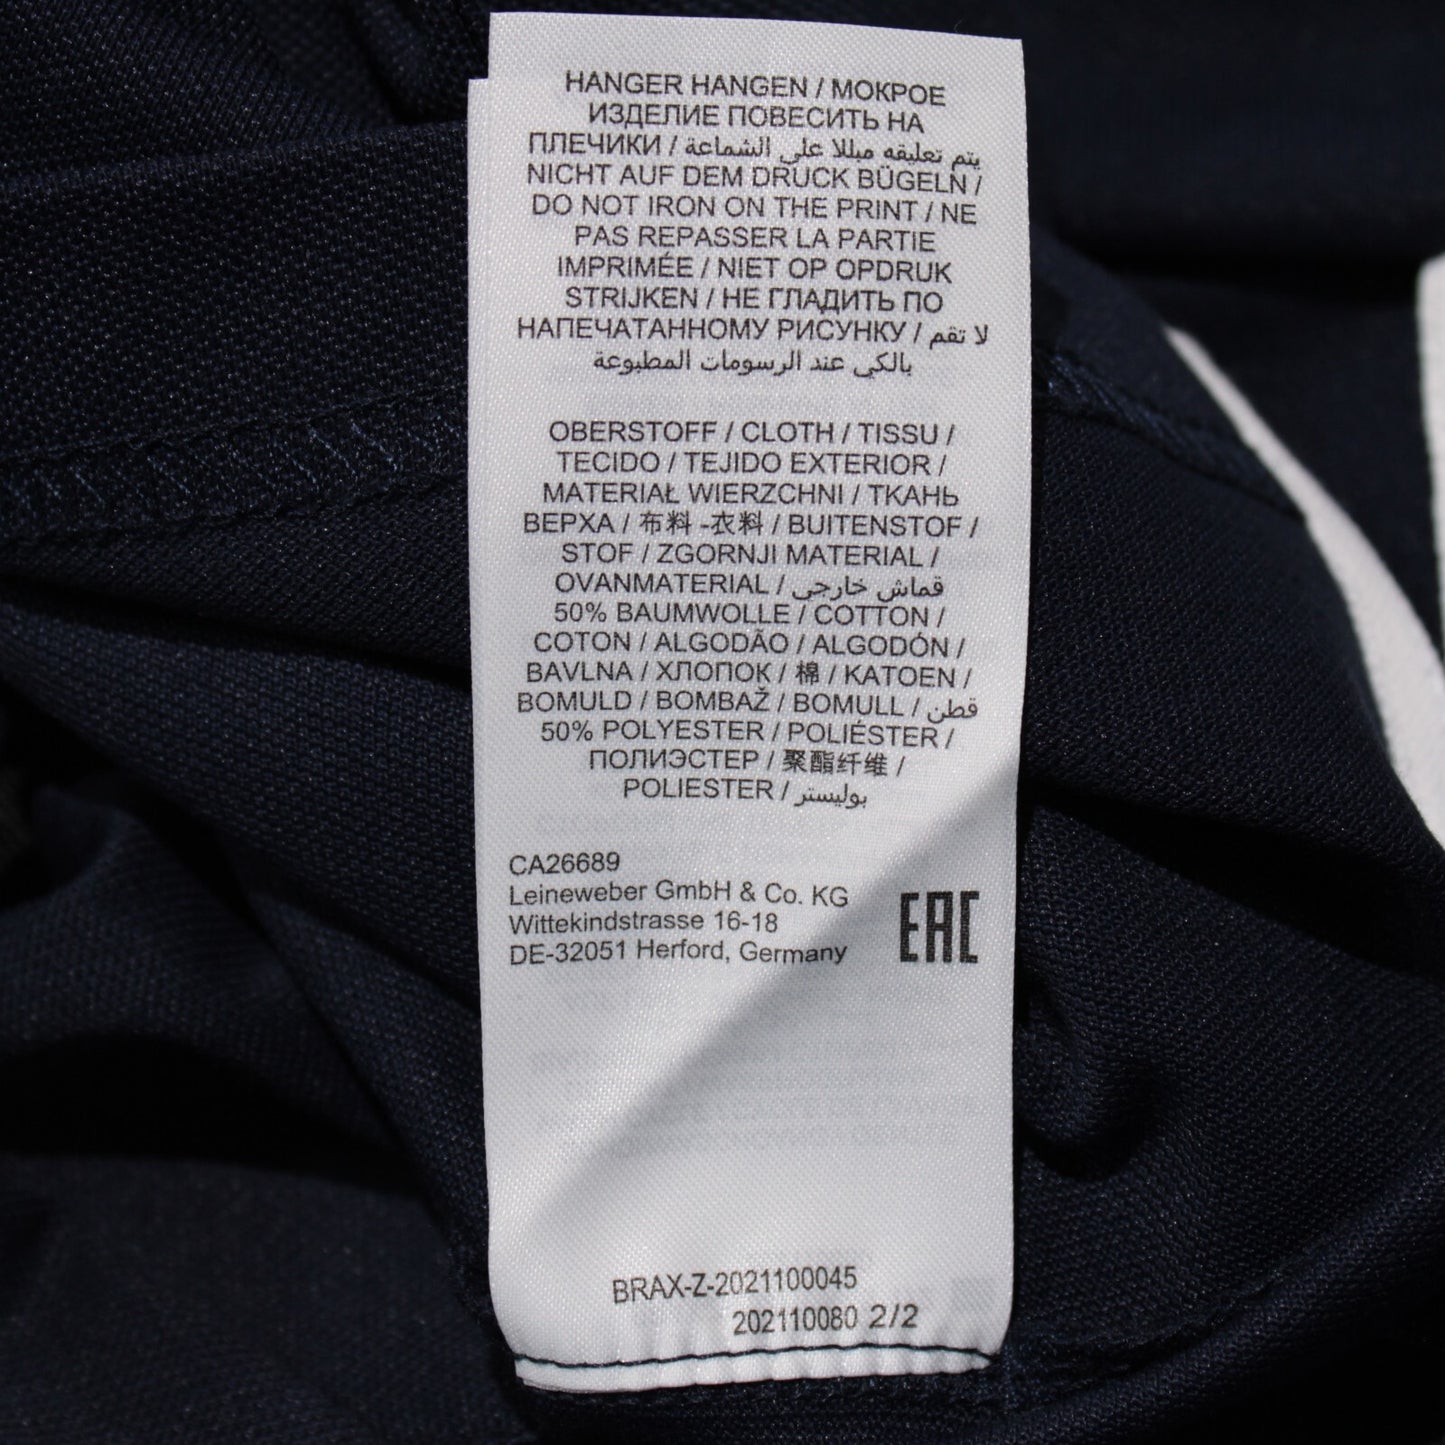 HANGER HANGEN / МОКРОЕ
ИЗДЕЛИЕ ПОВЕСИТЬ НА
ПЛЕЧИКИ / يتم تعليقه مبللا على الشماعة
NICHT AUF DEM DRUCK BÜGELN /
DO NOT IRON ON THE PRINT / NE
PAS REPASSER LA PARTIE
IMPRIMÉE / NIET OP OPDRUK
STRIJKEN / НЕ ГЛАДИТЬ ПО
НАПЕЧАТАННОМУ РИСУНКУ / لا تقم
بالكي عند الرسومات المطبوعة
OBERSTOFF / CLOTH / TISSU /
TECIDO / TEJIDO EXTERIOR /
MATERIAŁ WIERZCHNI / ТКАНЬ
ВЕРХА / 布料 -衣料 / BUITENSTOF /
STOF / ZGORNJI MATERIAL /
OVANMATERIAL / قماش خارجي
50% BAUMWOLLE / COTTON /
COTON / ALGODÃO / ALGODÓN /
BAVLNA / ХЛОПОК / 棉 / KATOEN /
BOMULD / BOMBAŽ / BOMULL / قطن
50% POLYESTER / POLIÉSTER /
ПОЛИЭСТЕР / 聚酯纤维 /
POLIESTER / بوليستر
CA26689
Leineweber GmbH & Co. KG
Wittekindstrasse 16-18
DE-32051 Herford, Germany
EAC
BRAX-Z-2021100045
202110080 2/2